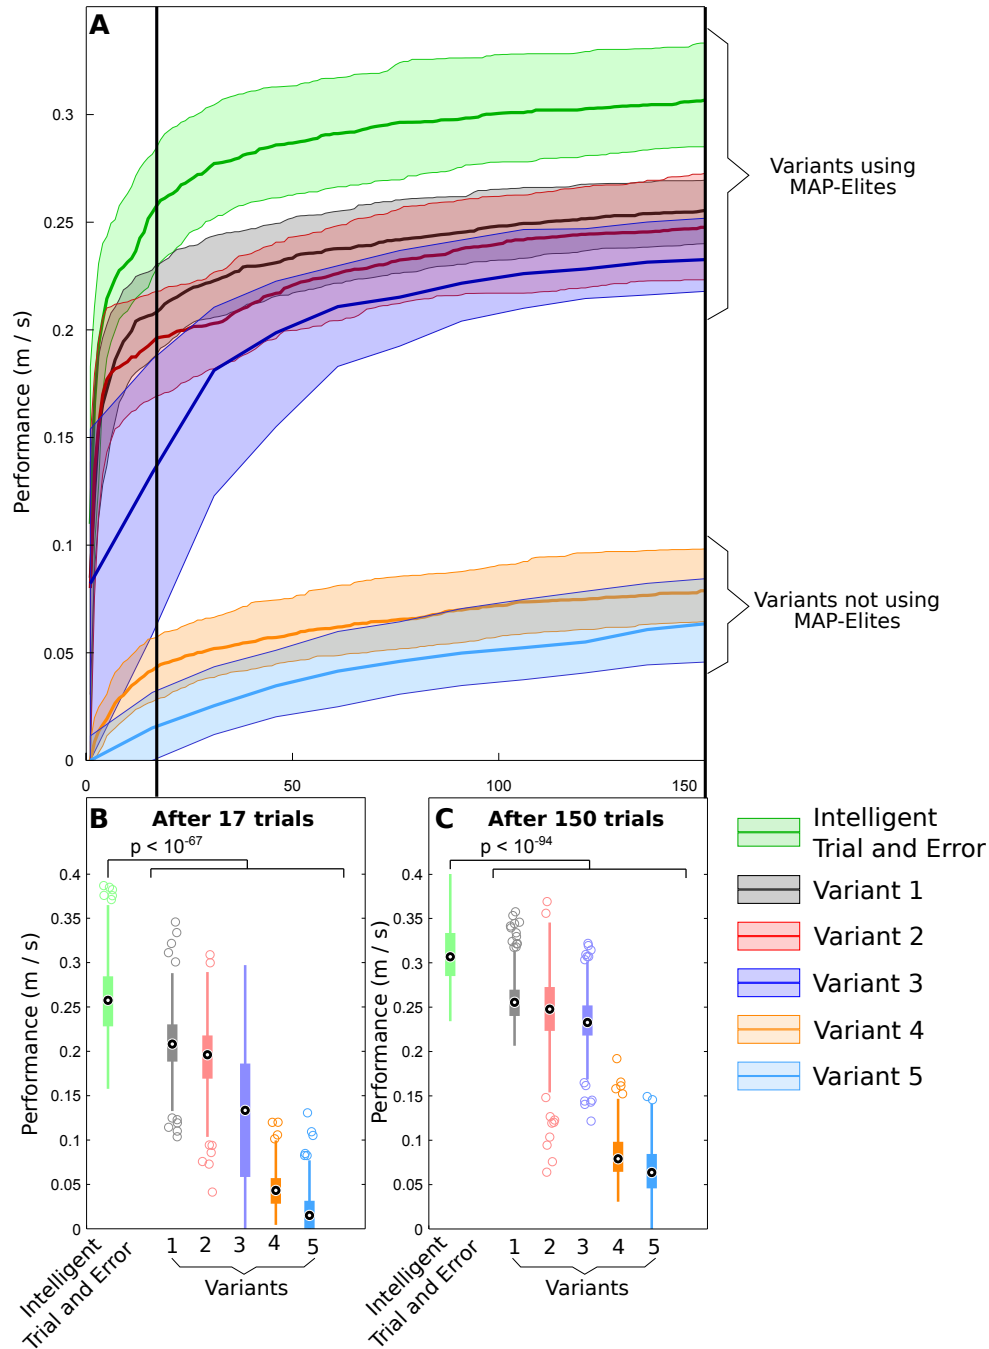 A
Performance (m / s)
0.3
0.25
0.2
0.15
0.1
0.05
0
0
50
100
150
Variants using
MAP-Elites
Variants not using
MAP-Elites
B
After 17 trials
p < 10-67
Performance (m / s)
0.4
0.35
0.3
0.25
0.2
0.15
0.1
0.05
0
Intelligent
Trial and Error
1 2 3 4 5
Variants
C
After 150 trials
p < 10-94
Performance (m / s)
0.4
0.35
0.3
0.25
0.2
0.15
0.1
0.05
0
Intelligent
Trial and Error
1 2 3 4 5
Variants
Intelligent
Trial and Error
Variant 1
Variant 2
Variant 3
Variant 4
Variant 5